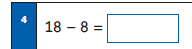 4 18 – 8 =